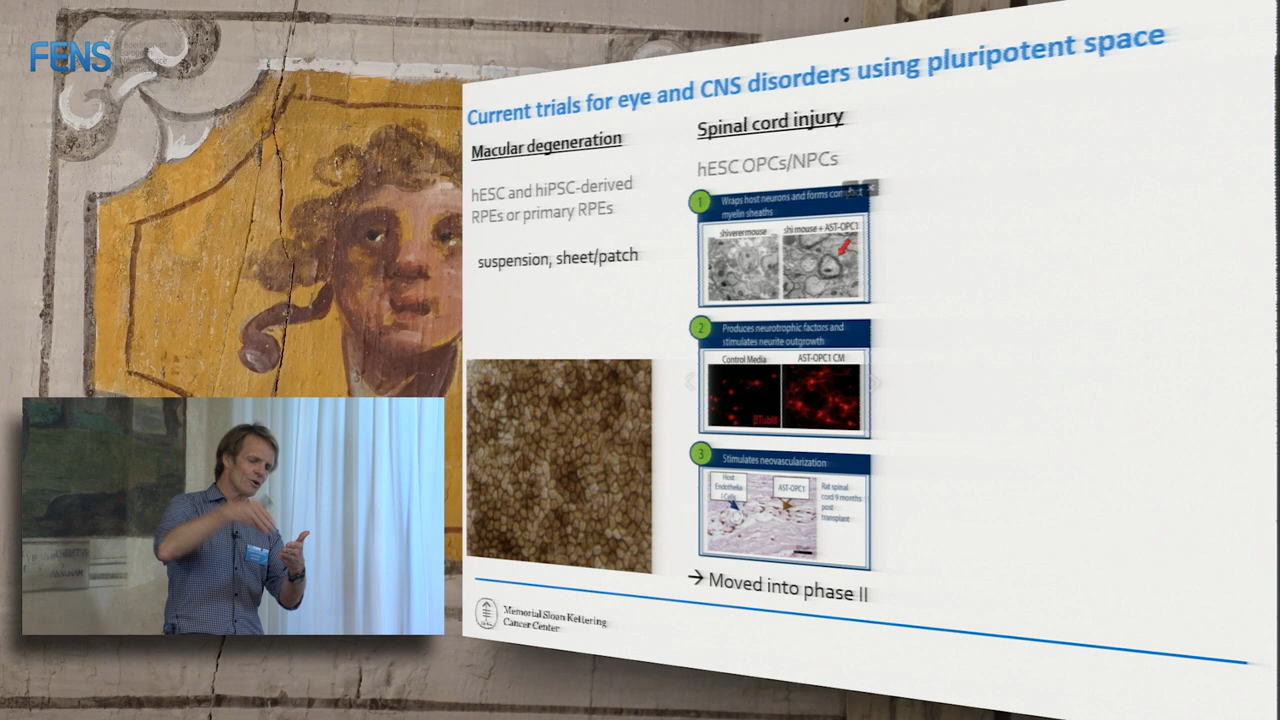 FENS
Current trials for eye and CNS disorders using pluripotent space
Macular degeneration
hESC and hiPSC-derived
RPEs or primary RPEs
suspension, sheet/patch
Spinal cord injury
hESC OPCs/NPCs
1
Wraps host neurons and forms compact
myelin sheaths
shiverer mouse
shi mouse + AST-OPC1
2
Produces neurotrophic factors and
stimulates neurite outgrowth
Control Media
AST-OPC1 CM
βTubIII
3
Stimulates neovascularization
Host
Endothelia
l Cells
AST-OPC1
Rat spinal
cord 9 months
post
transplant
→ Moved into phase II
Memorial Sloan Kettering
Cancer Center